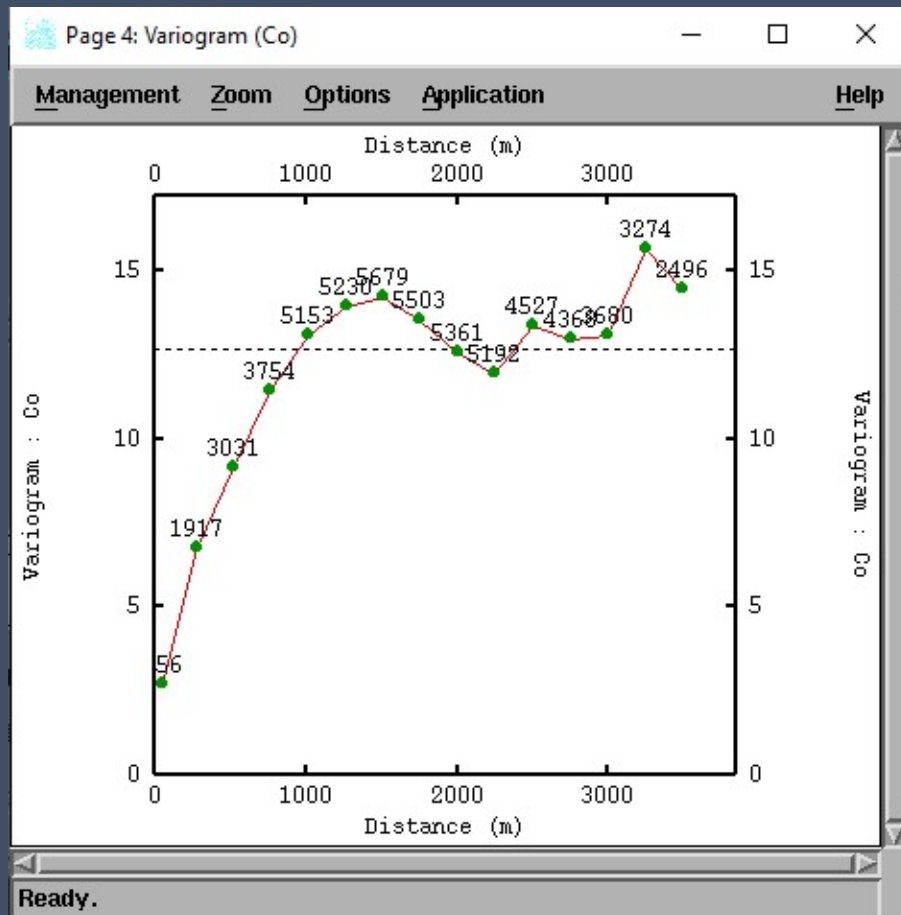 Page 4: Variogram (Co)
Management Zoom Options Application Help
Distance (m)
0 1000 2000 3000
3274
15 5679 2496 15
5230
5503
5153 4527
4368 3680
5361
5192
3754
10 3031 10
Variogram : Co
Variogram : Co
1917
5 5
56
0 0
0 1000 2000 3000
Distance (m)
Ready.